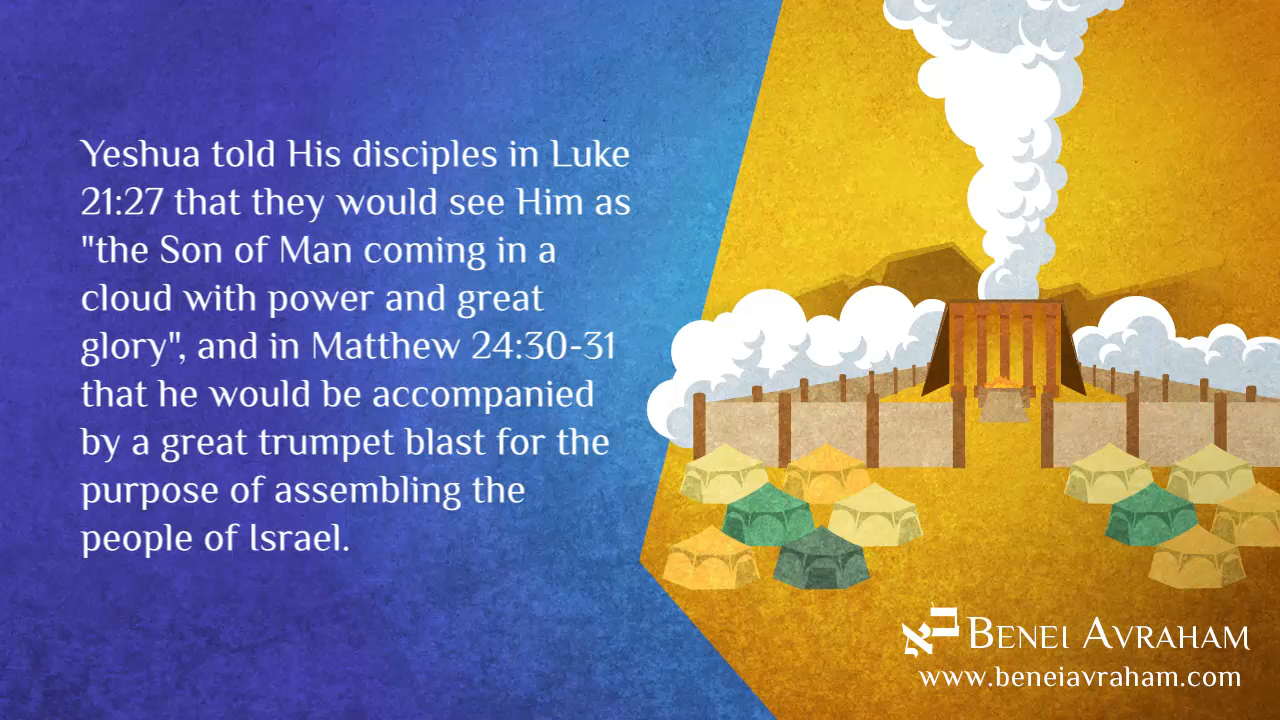 Yeshua told His disciples in Luke
21:27 that they would see Him as
"the Son of Man coming in a
cloud with power and great
glory", and in Matthew 24:30-31
that he would be accompanied
by a great trumpet blast for the
purpose of assembling the
people of Israel.
אב BENEI AVRAHAM
www.beneiavraham.com